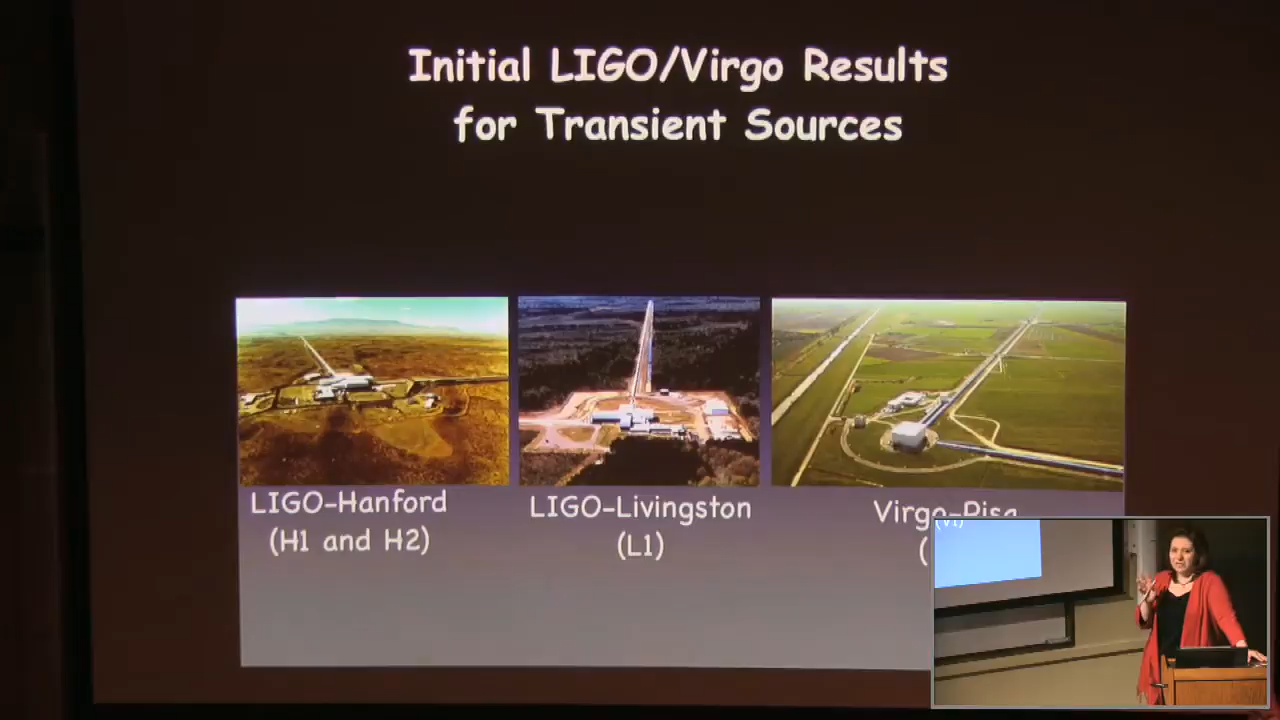 Initial LIGO/Virgo Results
for Transient Sources
LIGO-Hanford
(H1 and H2)
LIGO-Livingston
(L1)
Virgo-Pisa
(V1)